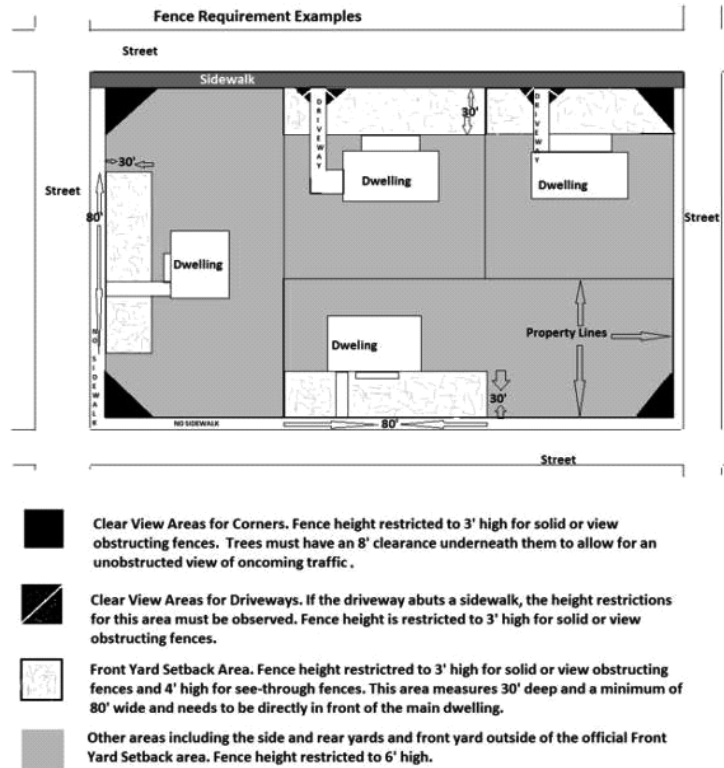 Fence Requirement Examples
Street
Sidewalk
DRIVEWAY
30'
DRIVEWAY
Dwelling
Dwelling
30'
Street
80'
Street
Dwelling
Property Lines
Dweling
NO SIDEWALK
30'
NO SIDEWALK
80'
Street
Clear View Areas for Corners. Fence height restricted to 3' high for solid or view
obstructing fences. Trees must have an 8' clearance underneath them to allow for an
unobstructed view of oncoming traffic .
Clear View Areas for Driveways. If the driveway abuts a sidewalk, the height restrictions
for this area must be observed. Fence height is restricted to 3' high for solid or view
obstructing fences.
Front Yard Setback Area. Fence height restrictred to 3' high for solid or view obstructing
fences and 4' high for see-through fences. This area measures 30' deep and a minimum of
80' wide and needs to be directly in front of the main dwelling.
Other areas including the side and rear yards and front yard outside of the official Front
Yard Setback area. Fence height restricted to 6' high.